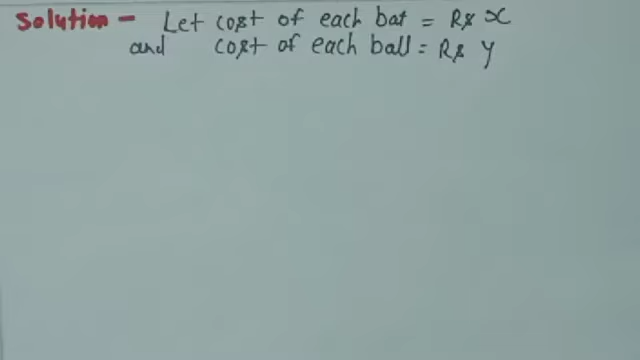 Solution - Let cost of each bat = Rs x
and cost of each ball = Rs y